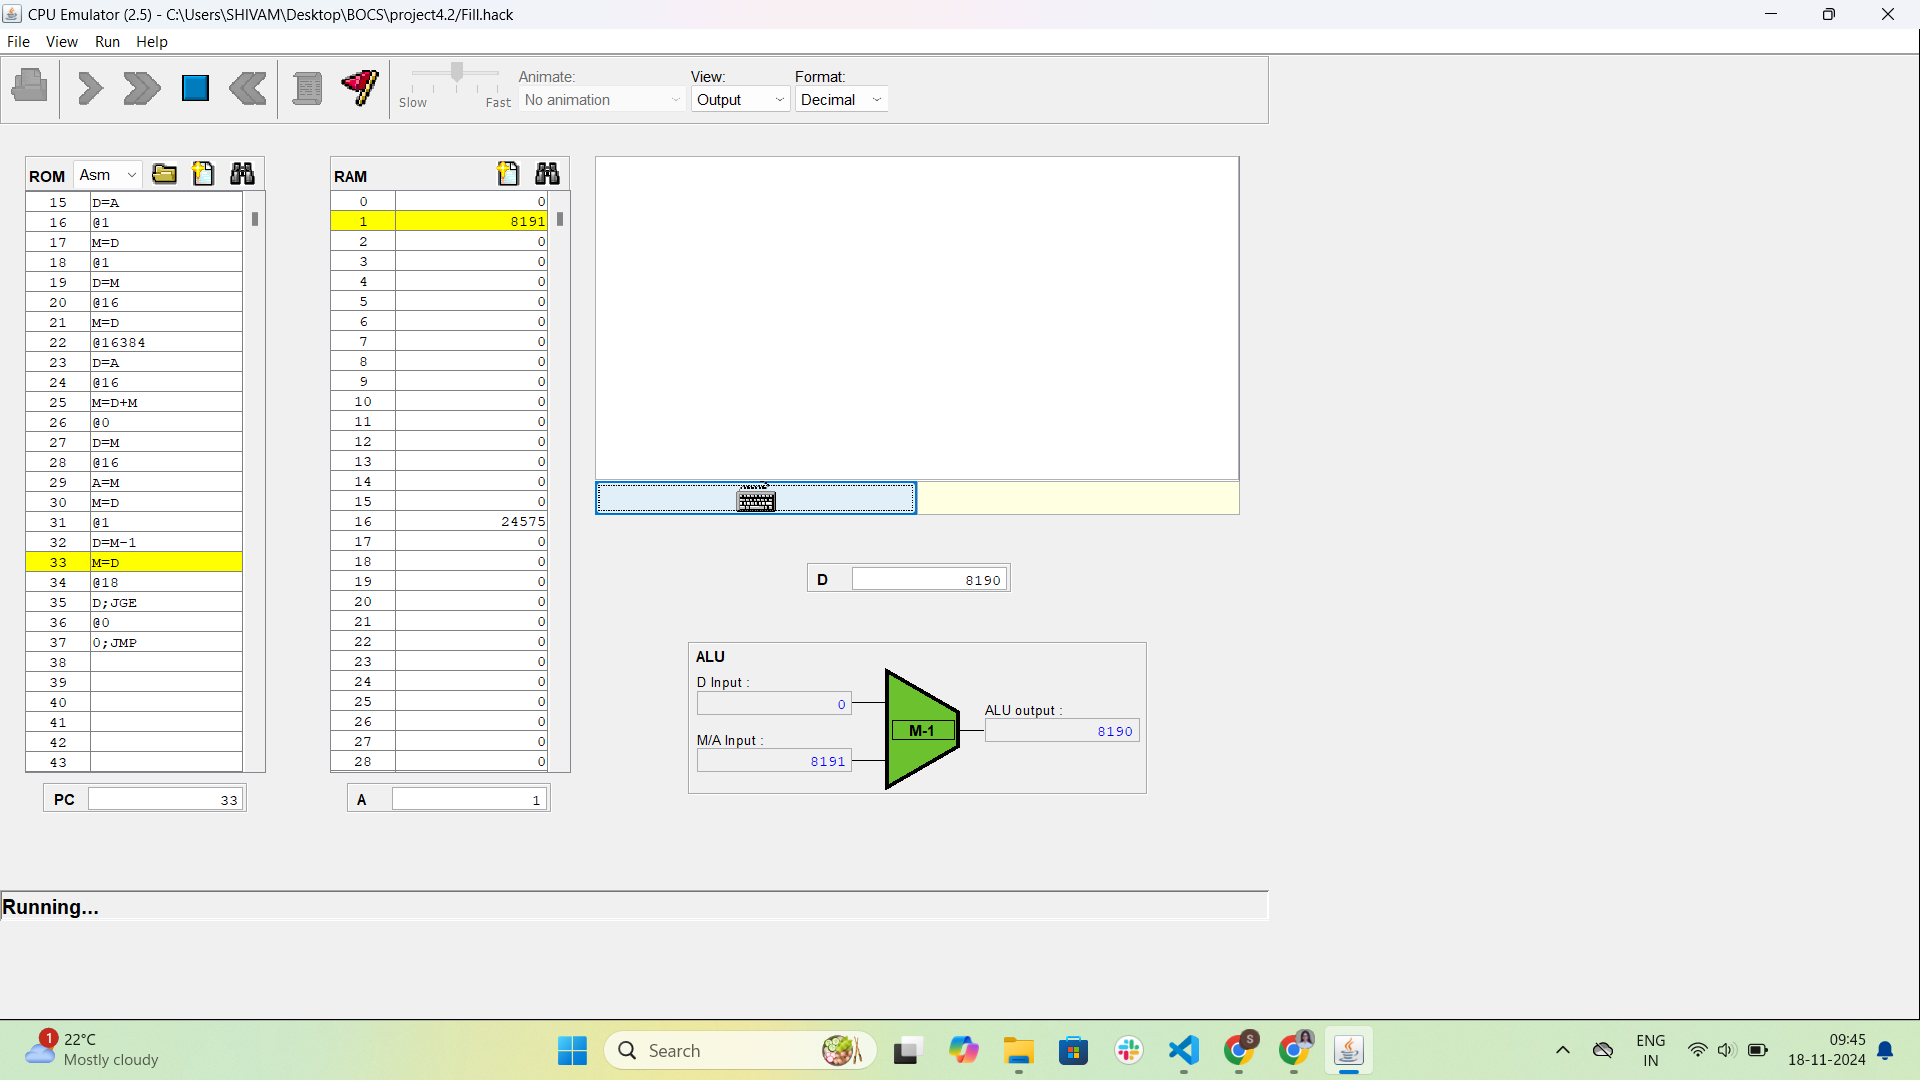 CPU Emulator (2.5) - C:\Users\SHIVAM\Desktop\BOCS\project4.2/Fill.hack
File View Run Help
Slow Fast
Animate:
No animation
View:
Output
Format:
Decimal
ROM Asm
15 D=A
16 @1
17 M=D
18 @1
19 D=M
20 @16
21 M=D
22 @16384
23 D=A
24 @16
25 M=D+M
26 @0
27 D=M
28 @16
29 A=M
30 M=D
31 @1
32 D=M-1
33 M=D
34 @18
35 D;JGE
36 @0
37 0;JMP
38
39
40
41
42
43
PC 33
RAM
0 0
1 8191
2 0
3 0
4 0
5 0
6 0
7 0
8 0
9 0
10 0
11 0
12 0
13 0
14 0
15 0
16 24575
17 0
18 0
19 0
20 0
21 0
22 0
23 0
24 0
25 0
26 0
27 0
28 0
A 1
D 8190
ALU
D Input :
0
M/A Input :
8191
M-1
ALU output :
8190
Running...
1
22°C
Mostly cloudy
Search
S
ENG
IN
09:45
18-11-2024